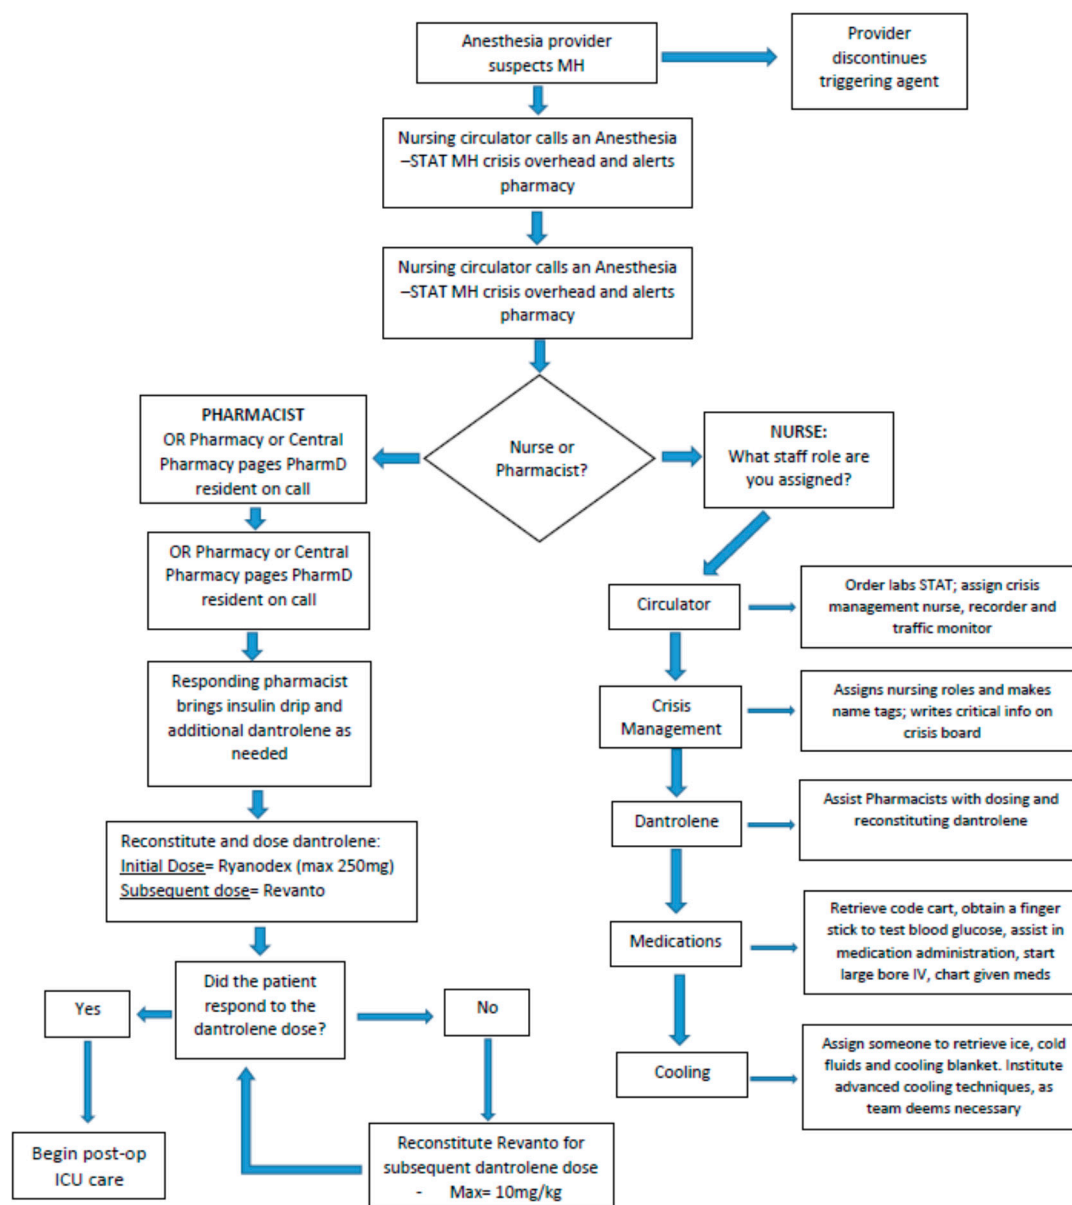 Anesthesia provider
suspects MH
Provider
discontinues
triggering agent
Nursing circulator calls an Anesthesia
–STAT MH crisis overhead and alerts
pharmacy
Nursing circulator calls an Anesthesia
–STAT MH crisis overhead and alerts
pharmacy
Nurse or
Pharmacist?
PHARMACIST
OR Pharmacy or Central
Pharmacy pages PharmD
resident on call
OR Pharmacy or Central
Pharmacy pages PharmD
resident on call
Responding pharmacist
brings insulin drip and
additional dantrolene as
needed
Reconstitute and dose dantrolene:
Initial Dose= Ryanodex (max 250mg)
Subsequent dose= Revanto
Did the patient
respond to the
dantrolene dose?
Yes
No
Begin post-op
ICU care
Reconstitute Revanto for
subsequent dantrolene dose
- Max= 10mg/kg
NURSE:
What staff role are
you assigned?
Circulator
Order labs STAT; assign crisis
management nurse, recorder and
traffic monitor
Crisis
Management
Assigns nursing roles and makes
name tags; writes critical info on
crisis board
Dantrolene
Assist Pharmacists with dosing and
reconstituting dantrolene
Medications
Retrieve code cart, obtain a finger
stick to test blood glucose, assist in
medication administration, start
large bore IV, chart given meds
Cooling
Assign someone to retrieve ice, cold
fluids and cooling blanket. Institute
advanced cooling techniques, as
team deems necessary